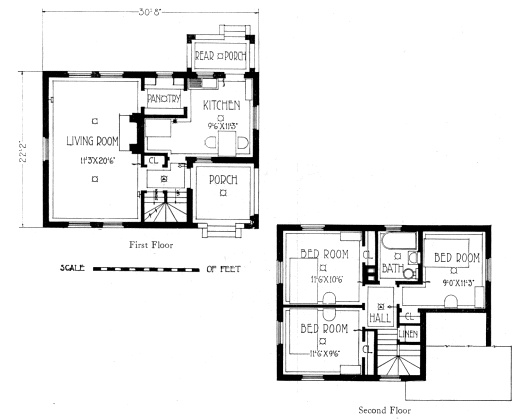 30'-8"
REAR PORCH
PANTRY
KITCHEN
9'6"X11'3"
LIVING ROOM
11'3"X20'6"
CL
PORCH
22'-2"
First Floor
SCALE OF FEET
BED ROOM
11'6"X10'6"
CL
BATH
BED ROOM
9'0"X11'3"
HALL
CL
LINEN
BED ROOM
11'6"X9'6"
CL
Second Floor